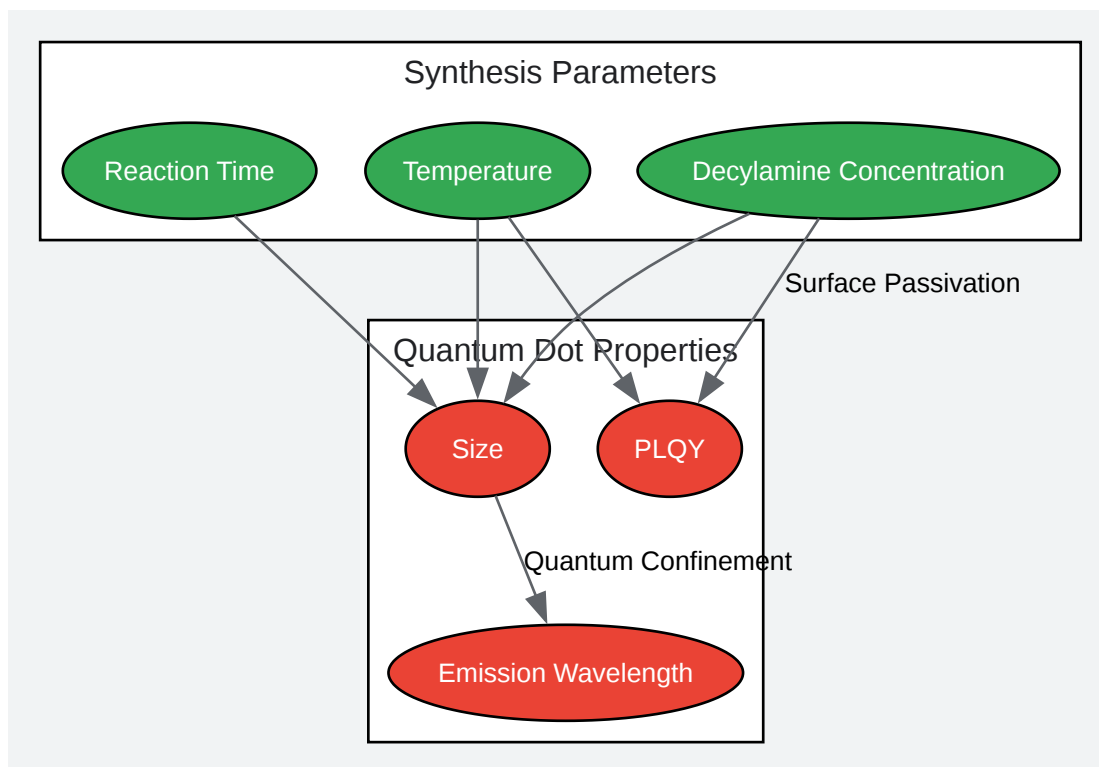 Synthesis Parameters
Reaction Time
Temperature
Decylamine Concentration
Surface Passivation
Quantum Dot Properties
Size
PLQY
Quantum Confinement
Emission Wavelength